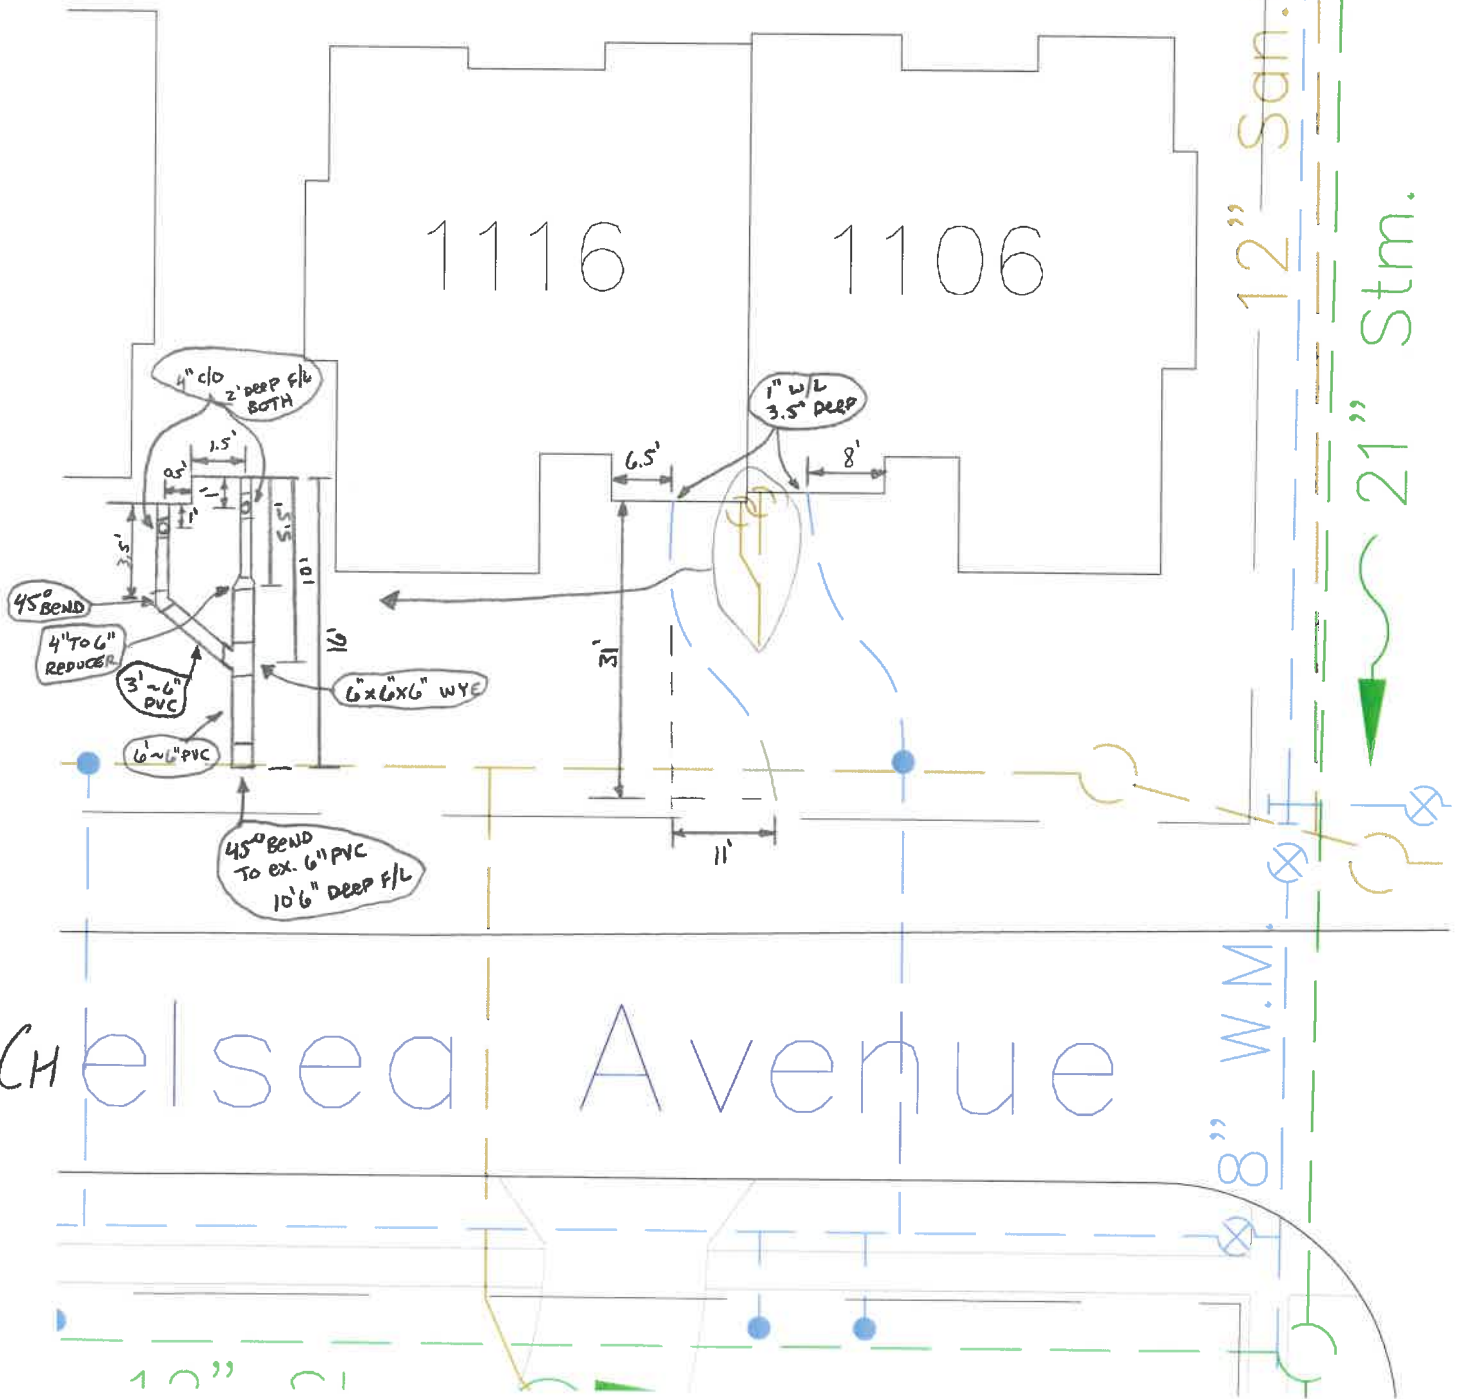 San.
12"
21" Stm.
1116
1106
4" C/O
2' DEEP F/L
BOTH
1" W/L
3.5' DEEP
1.5'
0.5'
1'
1'
3.5'
5.5'
10'
16'
6.5'
8'
31'
11'
45° BEND
4" TO 6"
REDUCER
3'~6"
PVC
6"x6"x6" WYE
6'~6" PVC
45° BEND
TO EX. 6" PVC
10'6" DEEP F/L
CHelsea Avenue
8" W.M.